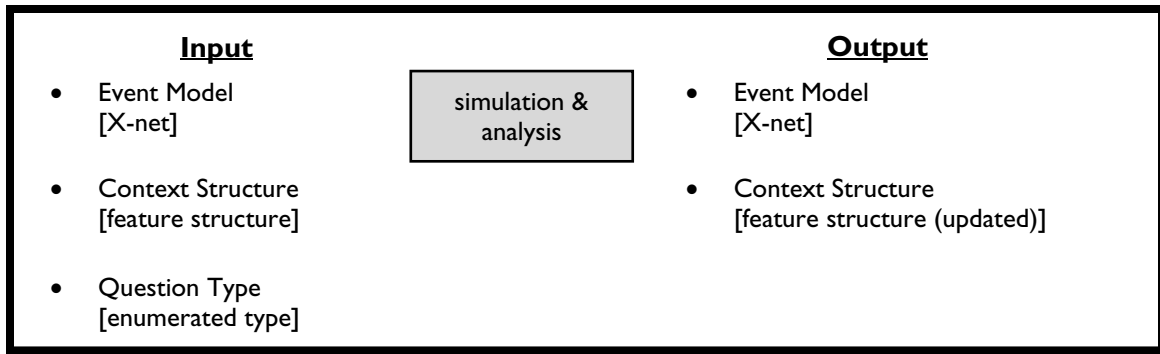 Input
• Event Model
[X-net]
• Context Structure
[feature structure]
• Question Type
[enumerated type]
simulation &
analysis
Output
• Event Model
[X-net]
• Context Structure
[feature structure (updated)]